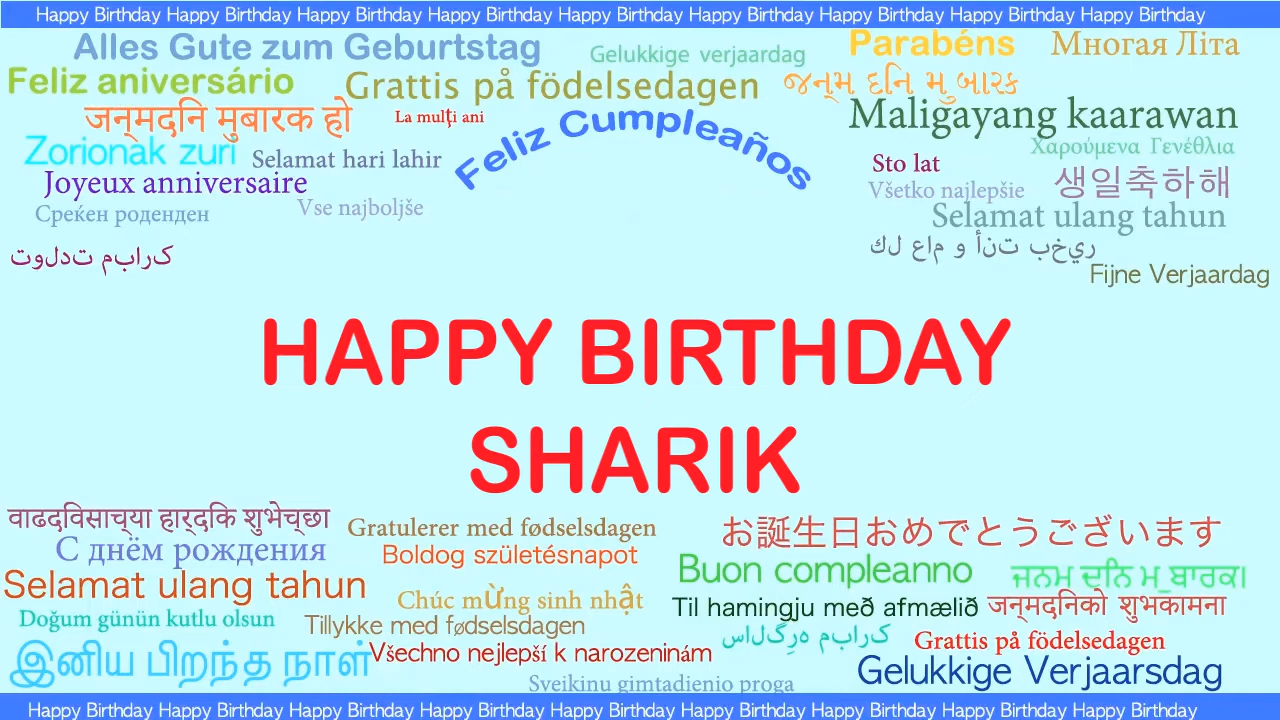 Happy Birthday Happy Birthday Happy Birthday Happy Birthday Happy Birthday Happy Birthday Happy Birthday Happy Birthday Happy Birthday
Alles Gute zum Geburtstag
Gelukkige verjaardag
Parabéns
Многая Літа
Feliz aniversário
Grattis på födelsedagen
જન્મ દનિ મુબારક
जन्मदनि मुबारक हो
La mulţi ani
Feliz Cumpleaños
Maligayang kaarawan
Zorionak zuri
Selamat hari lahir
Sto lat
Χαρούμενα Γενέθλια
Joyeux anniversaire
Všetko najlepšie
생일축하해
Среќен роденден
Vse najboljše
Selamat ulang tahun
تولدت مبارک
كل عام و أنت بخير
Fijne Verjaardag
HAPPY BIRTHDAY
SHARIK
वाढदविसाच्या हार्दकि शुभेच्छा
Gratulerer med fødselsdagen
お誕生日おめでとうございます
С днём рождения
Boldog születésnapot
Buon compleanno
ਜਨਮ ਦਨਿ ਮੁਬਾਰਕ।
Selamat ulang tahun
Chúc mừng sinh nhật
Til hamingju með afmælið
जन्मदनिको शुभकामना
Doğum günün kutlu olsun
Tillykke med fødselsdagen
سالگرہ مبارک
Grattis på födelsedagen
இனிய பிறந்த நாள்
Všechno nejlepší k narozeninám
Gelukkige Verjaarsdag
Sveikinu gimtadienio proga
Happy Birthday Happy Birthday Happy Birthday Happy Birthday Happy Birthday Happy Birthday Happy Birthday Happy Birthday Happy Birthday